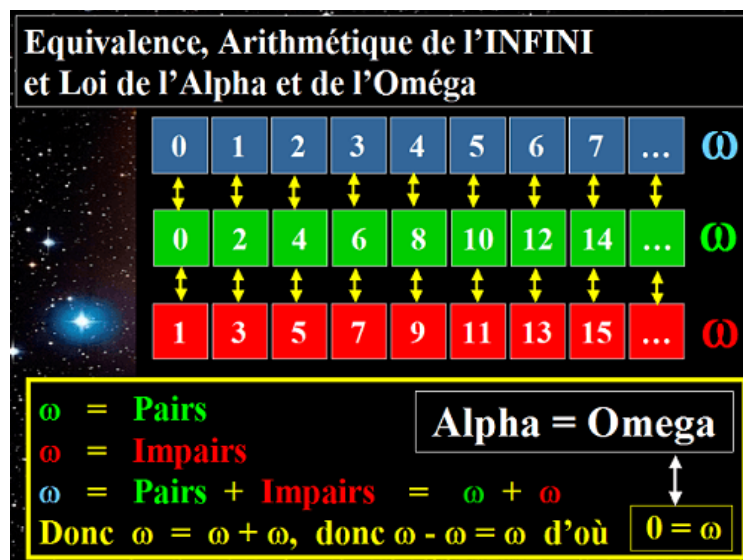 Equivalence, Arithmétique de l'INFINI
et Loi de l'Alpha et de l'Oméga
0 1 2 3 4 5 6 7 ... ω
0 2 4 6 8 10 12 14 ... ω
1 3 5 7 9 11 13 15 ... ω
ω = Pairs
Alpha = Omega
ω = Impairs
ω = Pairs + Impairs = ω + ω
Donc ω = ω + ω, donc ω - ω = ω d'où 0 = ω